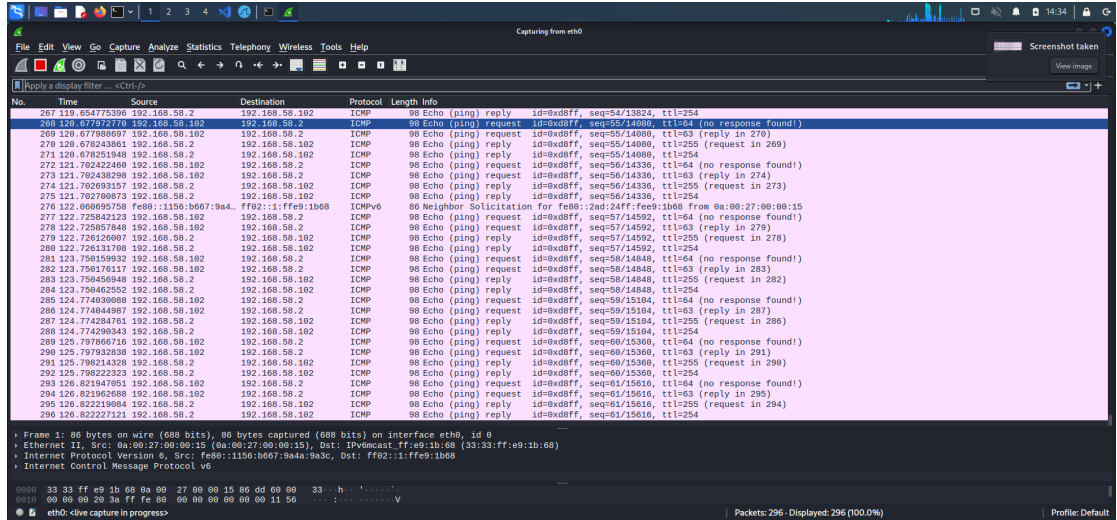 1 2 3 4
14:34
Capturing from eth0
Screenshot taken
View image
File Edit View Go Capture Analyze Statistics Telephony Wireless Tools Help
Apply a display filter ... <Ctrl-/>
No. Time Source Destination Protocol Length Info
267 119.654775396 192.168.58.2 192.168.58.102 ICMP 98 Echo (ping) reply id=0xd8ff, seq=54/13824, ttl=254
268 120.677972770 192.168.58.102 192.168.58.2 ICMP 98 Echo (ping) request id=0xd8ff, seq=55/14080, ttl=64 (no response found!)
269 120.677988697 192.168.58.102 192.168.58.2 ICMP 98 Echo (ping) request id=0xd8ff, seq=55/14080, ttl=63 (reply in 270)
270 120.678243861 192.168.58.2 192.168.58.102 ICMP 98 Echo (ping) reply id=0xd8ff, seq=55/14080, ttl=255 (request in 269)
271 120.678251948 192.168.58.2 192.168.58.102 ICMP 98 Echo (ping) reply id=0xd8ff, seq=55/14080, ttl=254
272 121.702422460 192.168.58.102 192.168.58.2 ICMP 98 Echo (ping) request id=0xd8ff, seq=56/14336, ttl=64 (no response found!)
273 121.702438298 192.168.58.102 192.168.58.2 ICMP 98 Echo (ping) request id=0xd8ff, seq=56/14336, ttl=63 (reply in 274)
274 121.702693157 192.168.58.2 192.168.58.102 ICMP 98 Echo (ping) reply id=0xd8ff, seq=56/14336, ttl=255 (request in 273)
275 121.702700873 192.168.58.2 192.168.58.102 ICMP 98 Echo (ping) reply id=0xd8ff, seq=56/14336, ttl=254
276 122.060695758 fe80::1156:b667:9a4… ff02::1:ffe9:1b68 ICMPv6 86 Neighbor Solicitation for fe80::2ad:24ff:fee9:1b68 from 0a:00:27:00:00:15
277 122.725842123 192.168.58.102 192.168.58.2 ICMP 98 Echo (ping) request id=0xd8ff, seq=57/14592, ttl=64 (no response found!)
278 122.725857848 192.168.58.102 192.168.58.2 ICMP 98 Echo (ping) request id=0xd8ff, seq=57/14592, ttl=63 (reply in 279)
279 122.726126007 192.168.58.2 192.168.58.102 ICMP 98 Echo (ping) reply id=0xd8ff, seq=57/14592, ttl=255 (request in 278)
280 122.726131708 192.168.58.2 192.168.58.102 ICMP 98 Echo (ping) reply id=0xd8ff, seq=57/14592, ttl=254
281 123.750159932 192.168.58.102 192.168.58.2 ICMP 98 Echo (ping) request id=0xd8ff, seq=58/14848, ttl=64 (no response found!)
282 123.750176117 192.168.58.102 192.168.58.2 ICMP 98 Echo (ping) request id=0xd8ff, seq=58/14848, ttl=63 (reply in 283)
283 123.750456948 192.168.58.2 192.168.58.102 ICMP 98 Echo (ping) reply id=0xd8ff, seq=58/14848, ttl=255 (request in 282)
284 123.750462552 192.168.58.2 192.168.58.102 ICMP 98 Echo (ping) reply id=0xd8ff, seq=58/14848, ttl=254
285 124.774030088 192.168.58.102 192.168.58.2 ICMP 98 Echo (ping) request id=0xd8ff, seq=59/15104, ttl=64 (no response found!)
286 124.774044987 192.168.58.102 192.168.58.2 ICMP 98 Echo (ping) request id=0xd8ff, seq=59/15104, ttl=63 (reply in 287)
287 124.774284761 192.168.58.2 192.168.58.102 ICMP 98 Echo (ping) reply id=0xd8ff, seq=59/15104, ttl=255 (request in 286)
288 124.774290343 192.168.58.2 192.168.58.102 ICMP 98 Echo (ping) reply id=0xd8ff, seq=59/15104, ttl=254
289 125.797866716 192.168.58.102 192.168.58.2 ICMP 98 Echo (ping) request id=0xd8ff, seq=60/15360, ttl=64 (no response found!)
290 125.797932838 192.168.58.102 192.168.58.2 ICMP 98 Echo (ping) request id=0xd8ff, seq=60/15360, ttl=63 (reply in 291)
291 125.798214328 192.168.58.2 192.168.58.102 ICMP 98 Echo (ping) reply id=0xd8ff, seq=60/15360, ttl=255 (request in 290)
292 125.798222323 192.168.58.2 192.168.58.102 ICMP 98 Echo (ping) reply id=0xd8ff, seq=60/15360, ttl=254
293 126.821947051 192.168.58.102 192.168.58.2 ICMP 98 Echo (ping) request id=0xd8ff, seq=61/15616, ttl=64 (no response found!)
294 126.821962688 192.168.58.102 192.168.58.2 ICMP 98 Echo (ping) request id=0xd8ff, seq=61/15616, ttl=63 (reply in 295)
295 126.822219084 192.168.58.2 192.168.58.102 ICMP 98 Echo (ping) reply id=0xd8ff, seq=61/15616, ttl=255 (request in 294)
296 126.822227121 192.168.58.2 192.168.58.102 ICMP 98 Echo (ping) reply id=0xd8ff, seq=61/15616, ttl=254
Frame 1: 86 bytes on wire (688 bits), 86 bytes captured (688 bits) on interface eth0, id 0
Ethernet II, Src: 0a:00:27:00:00:15 (0a:00:27:00:00:15), Dst: IPv6mcast_ff:e9:1b:68 (33:33:ff:e9:1b:68)
Internet Protocol Version 6, Src: fe80::1156:b667:9a4a:9a3c, Dst: ff02::1:ffe9:1b68
Internet Control Message Protocol v6
0000 33 33 ff e9 1b 68 0a 00 27 00 00 15 86 dd 60 00 33···h·· '·····`·
0010 00 00 00 20 3a ff fe 80 00 00 00 00 00 00 11 56 ··· :··· ·······V
eth0: <live capture in progress>
Packets: 296 · Displayed: 296 (100.0%)
Profile: Default